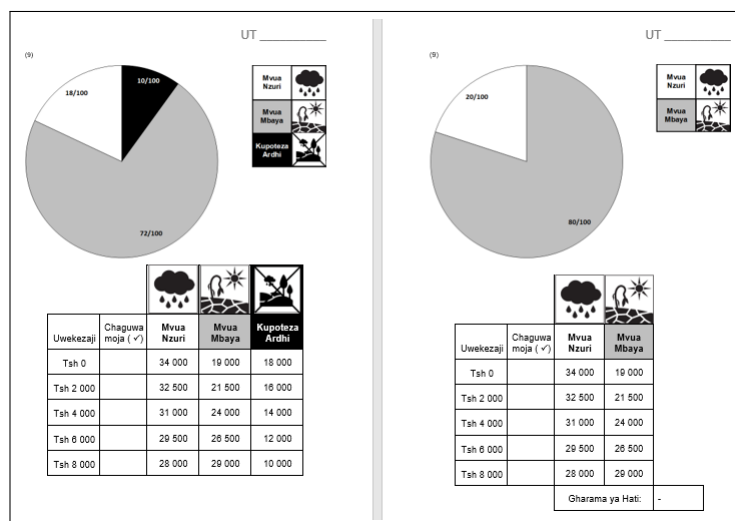 UT __________
(9)
10/100
18/100
72/100
Mvua
Nzuri
Mvua
Mbaya
Kupoteza
Ardhi
Uwekezaji Chaguwa moja ( ✓) Mvua Nzuri Mvua Mbaya Kupoteza Ardhi
Tsh 0 34 000 19 000 18 000
Tsh 2 000 32 500 21 500 16 000
Tsh 4 000 31 000 24 000 14 000
Tsh 6 000 29 500 26 500 12 000
Tsh 8 000 28 000 29 000 10 000
UT __________
(9)
20/100
80/100
Mvua
Nzuri
Mvua
Mbaya
Uwekezaji Chaguwa moja ( ✓) Mvua Nzuri Mvua Mbaya
Tsh 0 34 000 19 000
Tsh 2 000 32 500 21 500
Tsh 4 000 31 000 24 000
Tsh 6 000 29 500 26 500
Tsh 8 000 28 000 29 000
Gharama ya Hati: -